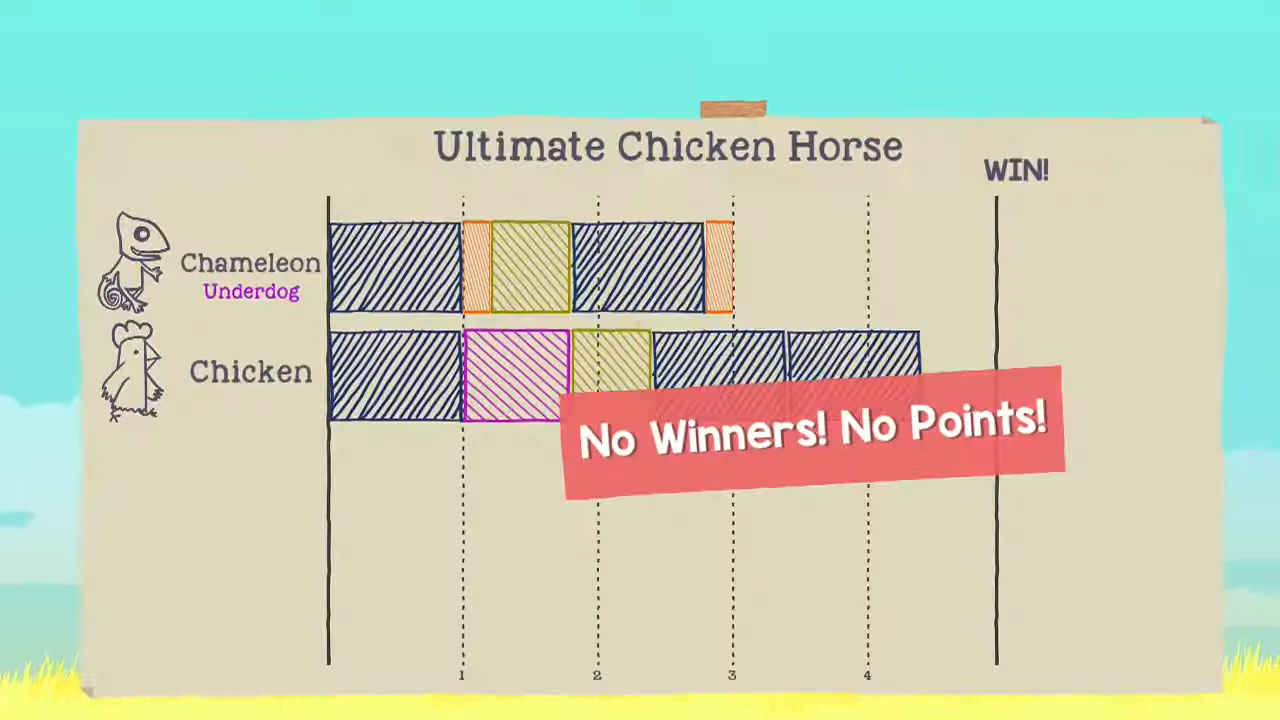 Ultimate Chicken Horse
WIN!
Chameleon
Underdog
Chicken
No Winners! No Points!
1 2 3 4